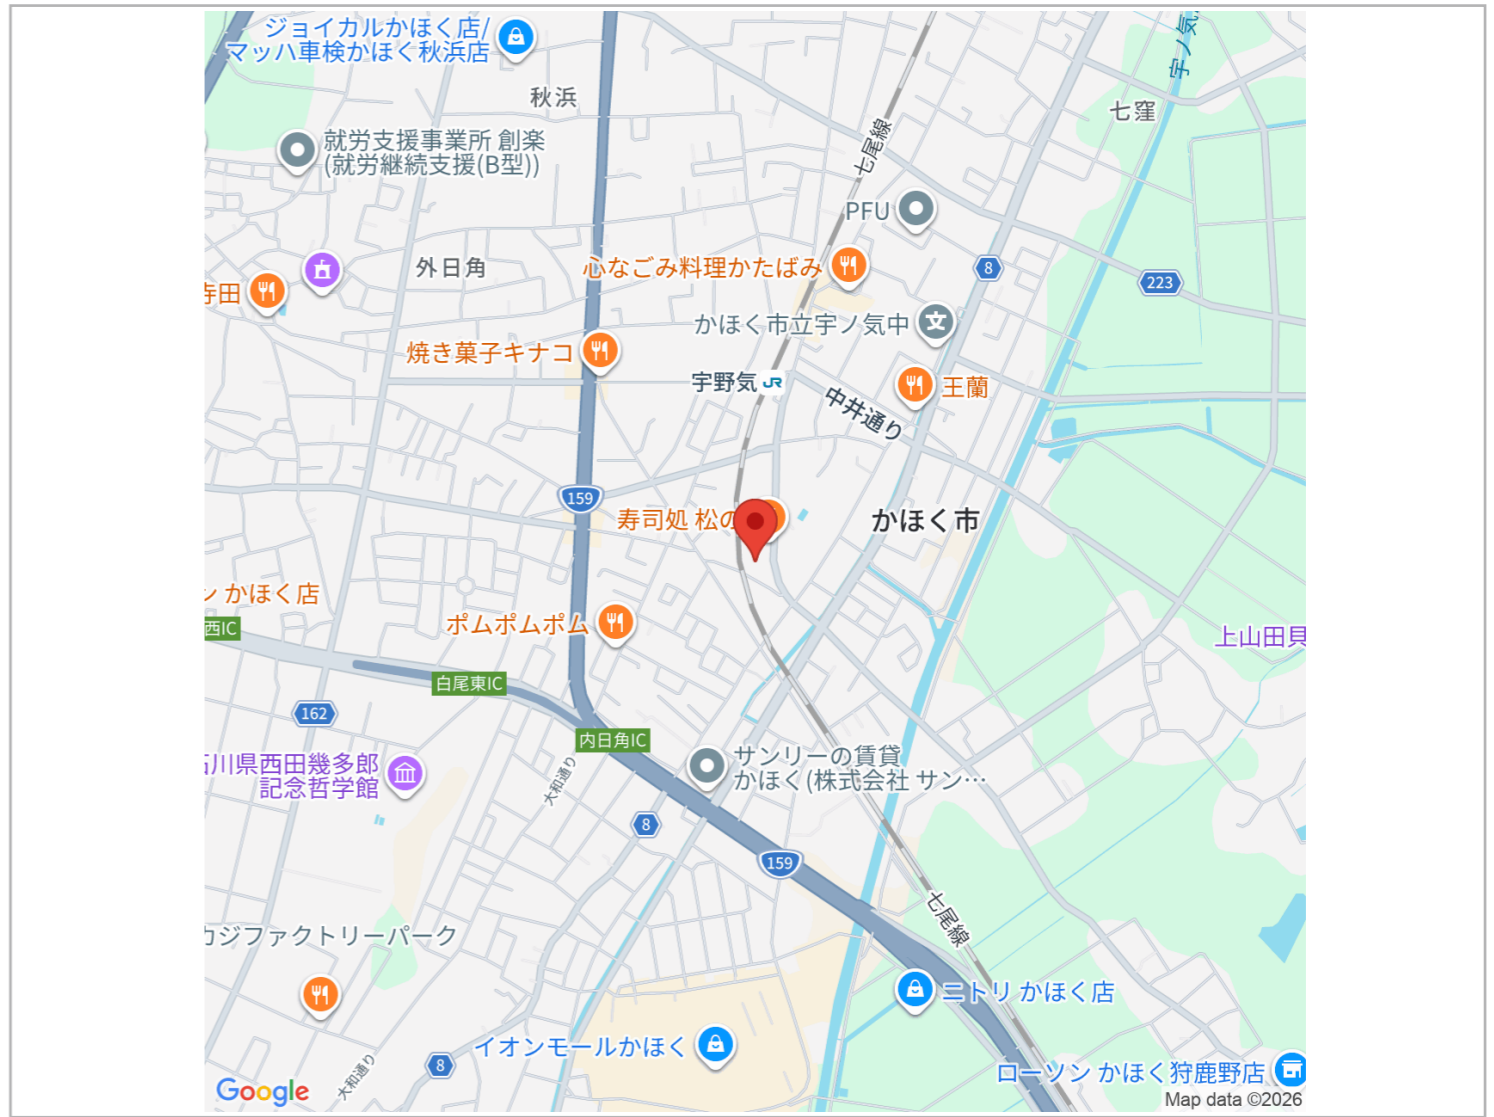 ジョイカルかほく店/
マッハ車検かほく秋浜店
宇ノ気川
秋浜
七窪
就労支援事業所 創楽
(就労継続支援(B型))
七尾線
PFU
外日角
心なごみ料理かたばみ
8
223
寺田
かほく市立宇ノ気中
焼き菓子キナコ
宇野気
JR
王蘭
中井通り
159
寿司処 松の
かほく市
ン かほく店
西IC
ポムポムポム
上山田貝
白尾東IC
162
内日角IC
石川県西田幾多郎
記念哲学館
サンリーの賃貸
かほく(株式会社 サン…
大和通り
8
159
七尾線
カジファクトリーパーク
ニトリ かほく店
イオンモールかほく
8
大和通り
ローソン かほく狩鹿野店
Google
Map data ©2026